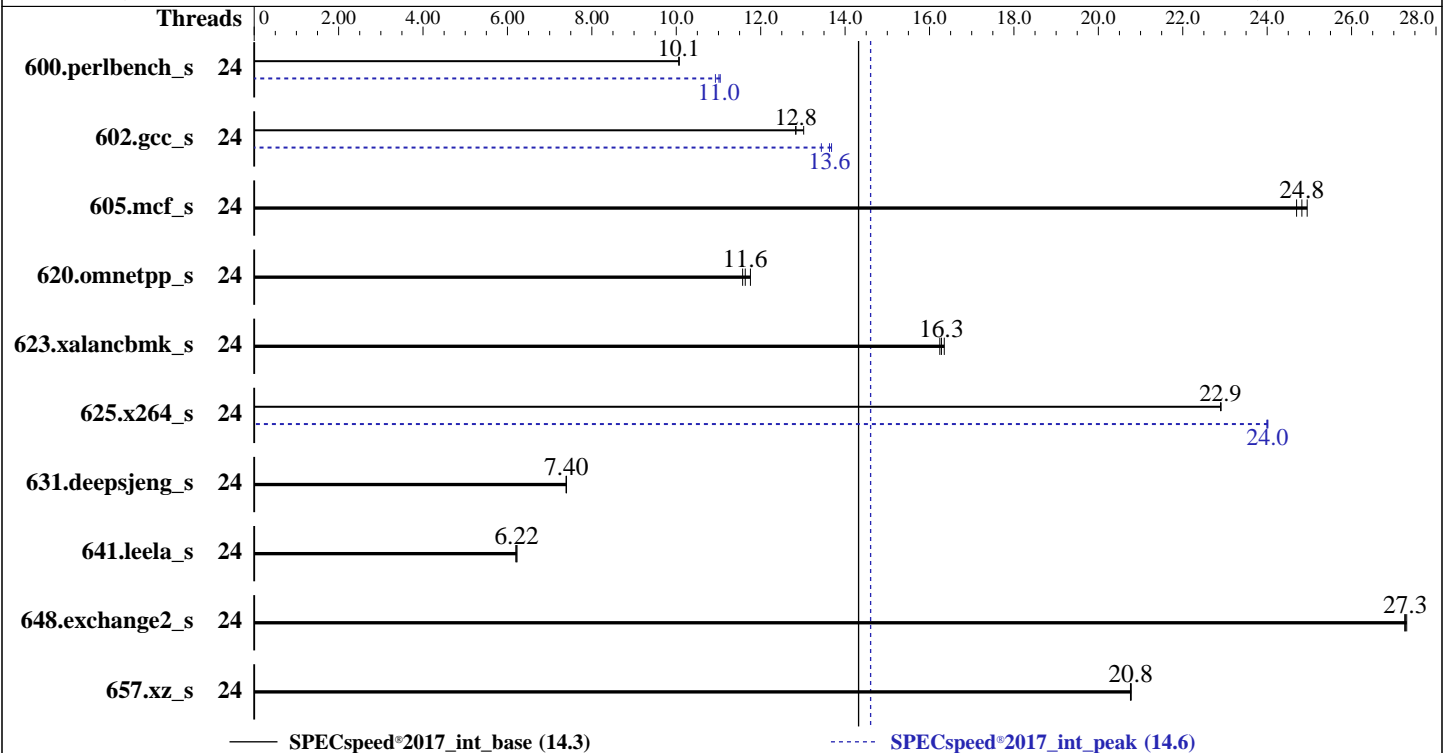 Threads 0 2.00 4.00 6.00 8.00 10.0 12.0 14.0 16.0 18.0 20.0 22.0 24.0 26.0 28.0
600.perlbench_s 24 10.1
11.0
602.gcc_s 24 12.8
13.6
605.mcf_s 24 24.8
620.omnetpp_s 24 11.6
623.xalancbmk_s 24 16.3
625.x264_s 24 22.9
24.0
631.deepsjeng_s 24 7.40
641.leela_s 24 6.22
648.exchange2_s 24 27.3
657.xz_s 24 20.8
SPECspeed®2017_int_base (14.3) SPECspeed®2017_int_peak (14.6)